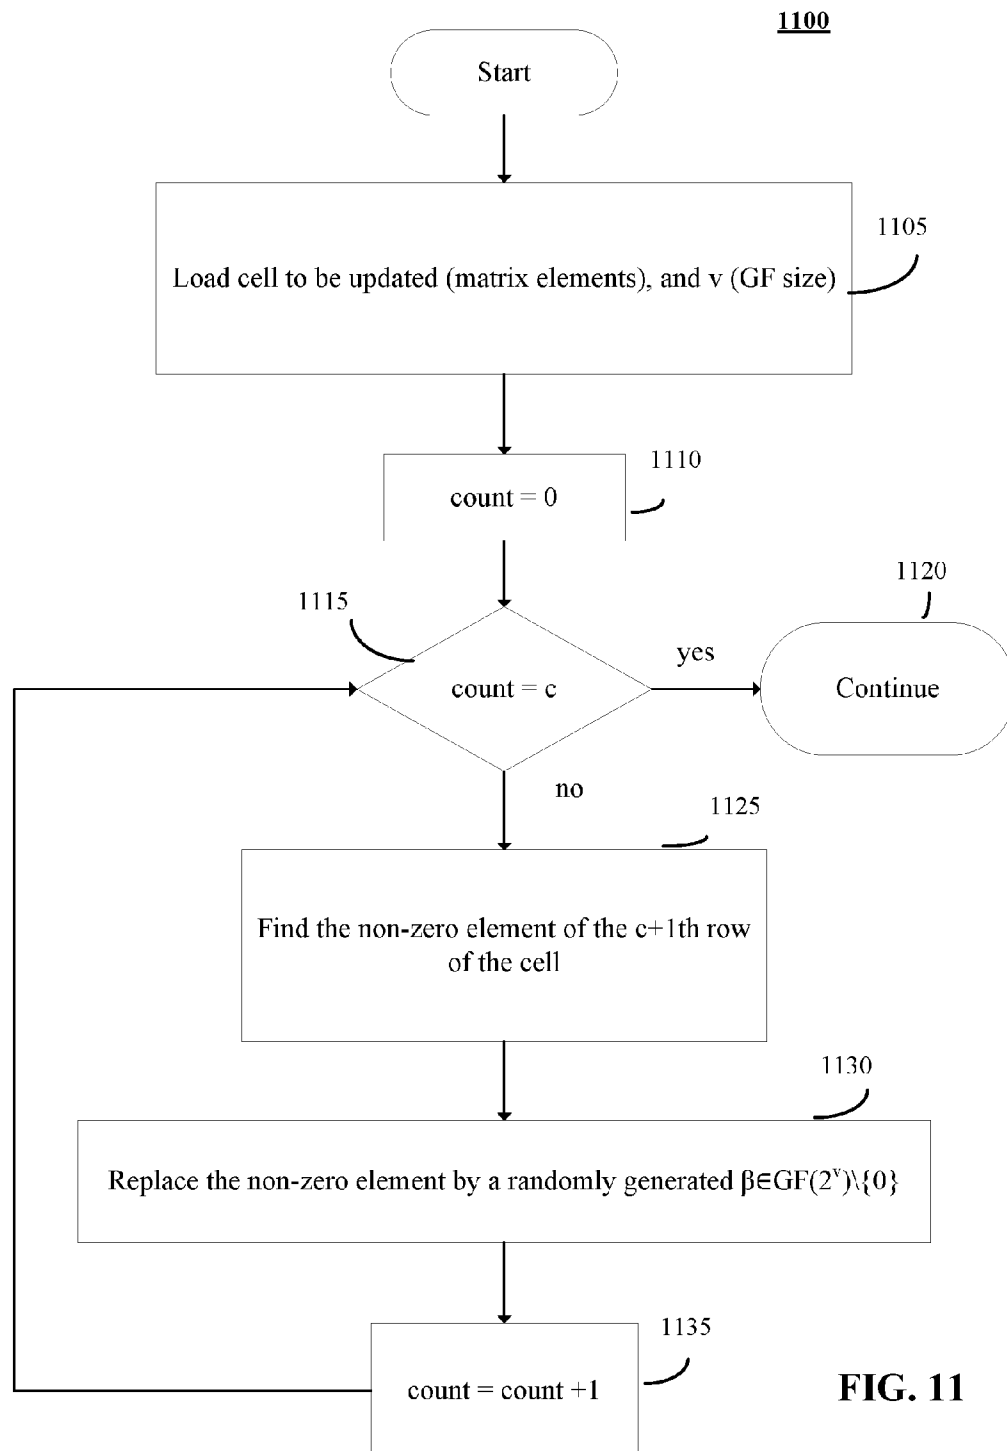 1100
Start
1105
Load cell to be updated (matrix elements), and v (GF size)
1110
count = 0
1120
1115
yes
count = c
Continue
no
1125
Find the non-zero element of the c+1th row
of the cell
1130
Replace the non-zero element by a randomly generated β∈GF(2ᵛ)\{0}
1135
count = count +1
FIG. 11